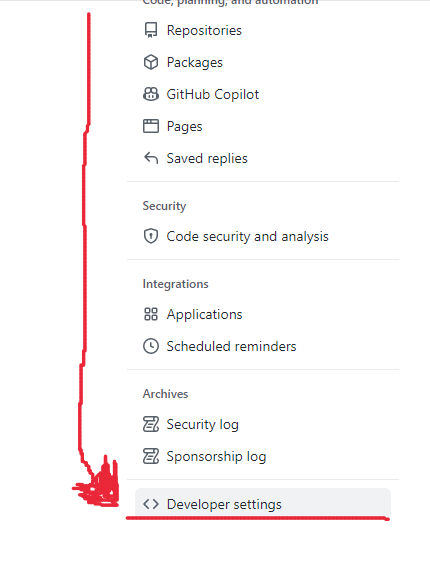 Code, planning, and automation
Repositories
Packages
GitHub Copilot
Pages
Saved replies
Security
Code security and analysis
Integrations
Applications
Scheduled reminders
Archives
Security log
Sponsorship log
Developer settings